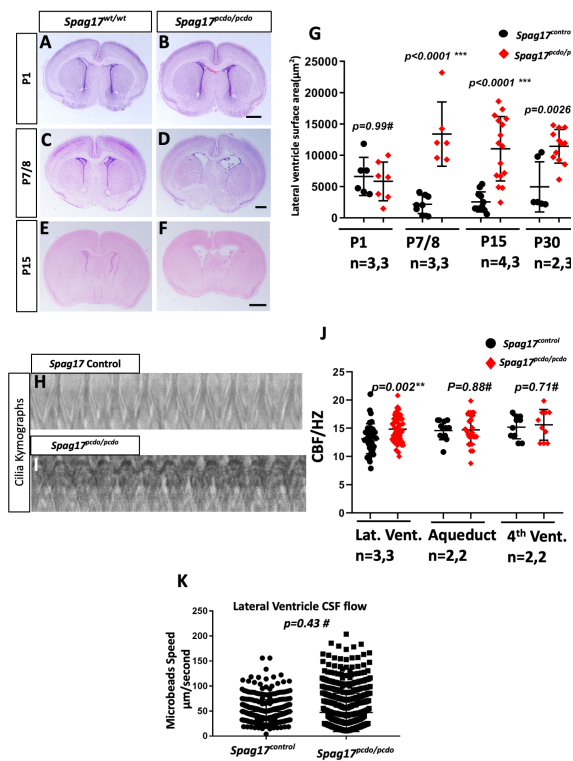 Spag17wt/wt
Spag17pcdo/pcdo
A
B
P1
C
D
P7/8
E
F
P15
G
Spag17control
Spag17pcdo/p
Lateral ventricle surface area(µm²)
25000
20000
15000
10000
5000
0
p=0.99#
p<0.0001 ***
p<0.0001 ***
p=0.0026
P1
P7/8
P15
P30
n=3,3
n=3,3
n=4,3
n=2,3
Cilia Kymographs
Spag17 Control
H
Spag17pcdo/pcdo
I
J
Spag17control
Spag17pcdo/pcdo
CBF/HZ
25
20
15
10
5
0
p=0.002**
P=0.88#
p=0.71#
Lat. Vent.
Aqueduct
4th Vent.
n=3,3
n=2,2
n=2,2
K
Lateral Ventricle CSF flow
p=0.43 #
Microbeads Speed
µm/second
250
200
150
100
50
0
Spag17control
Spag17pcdo/pcdo